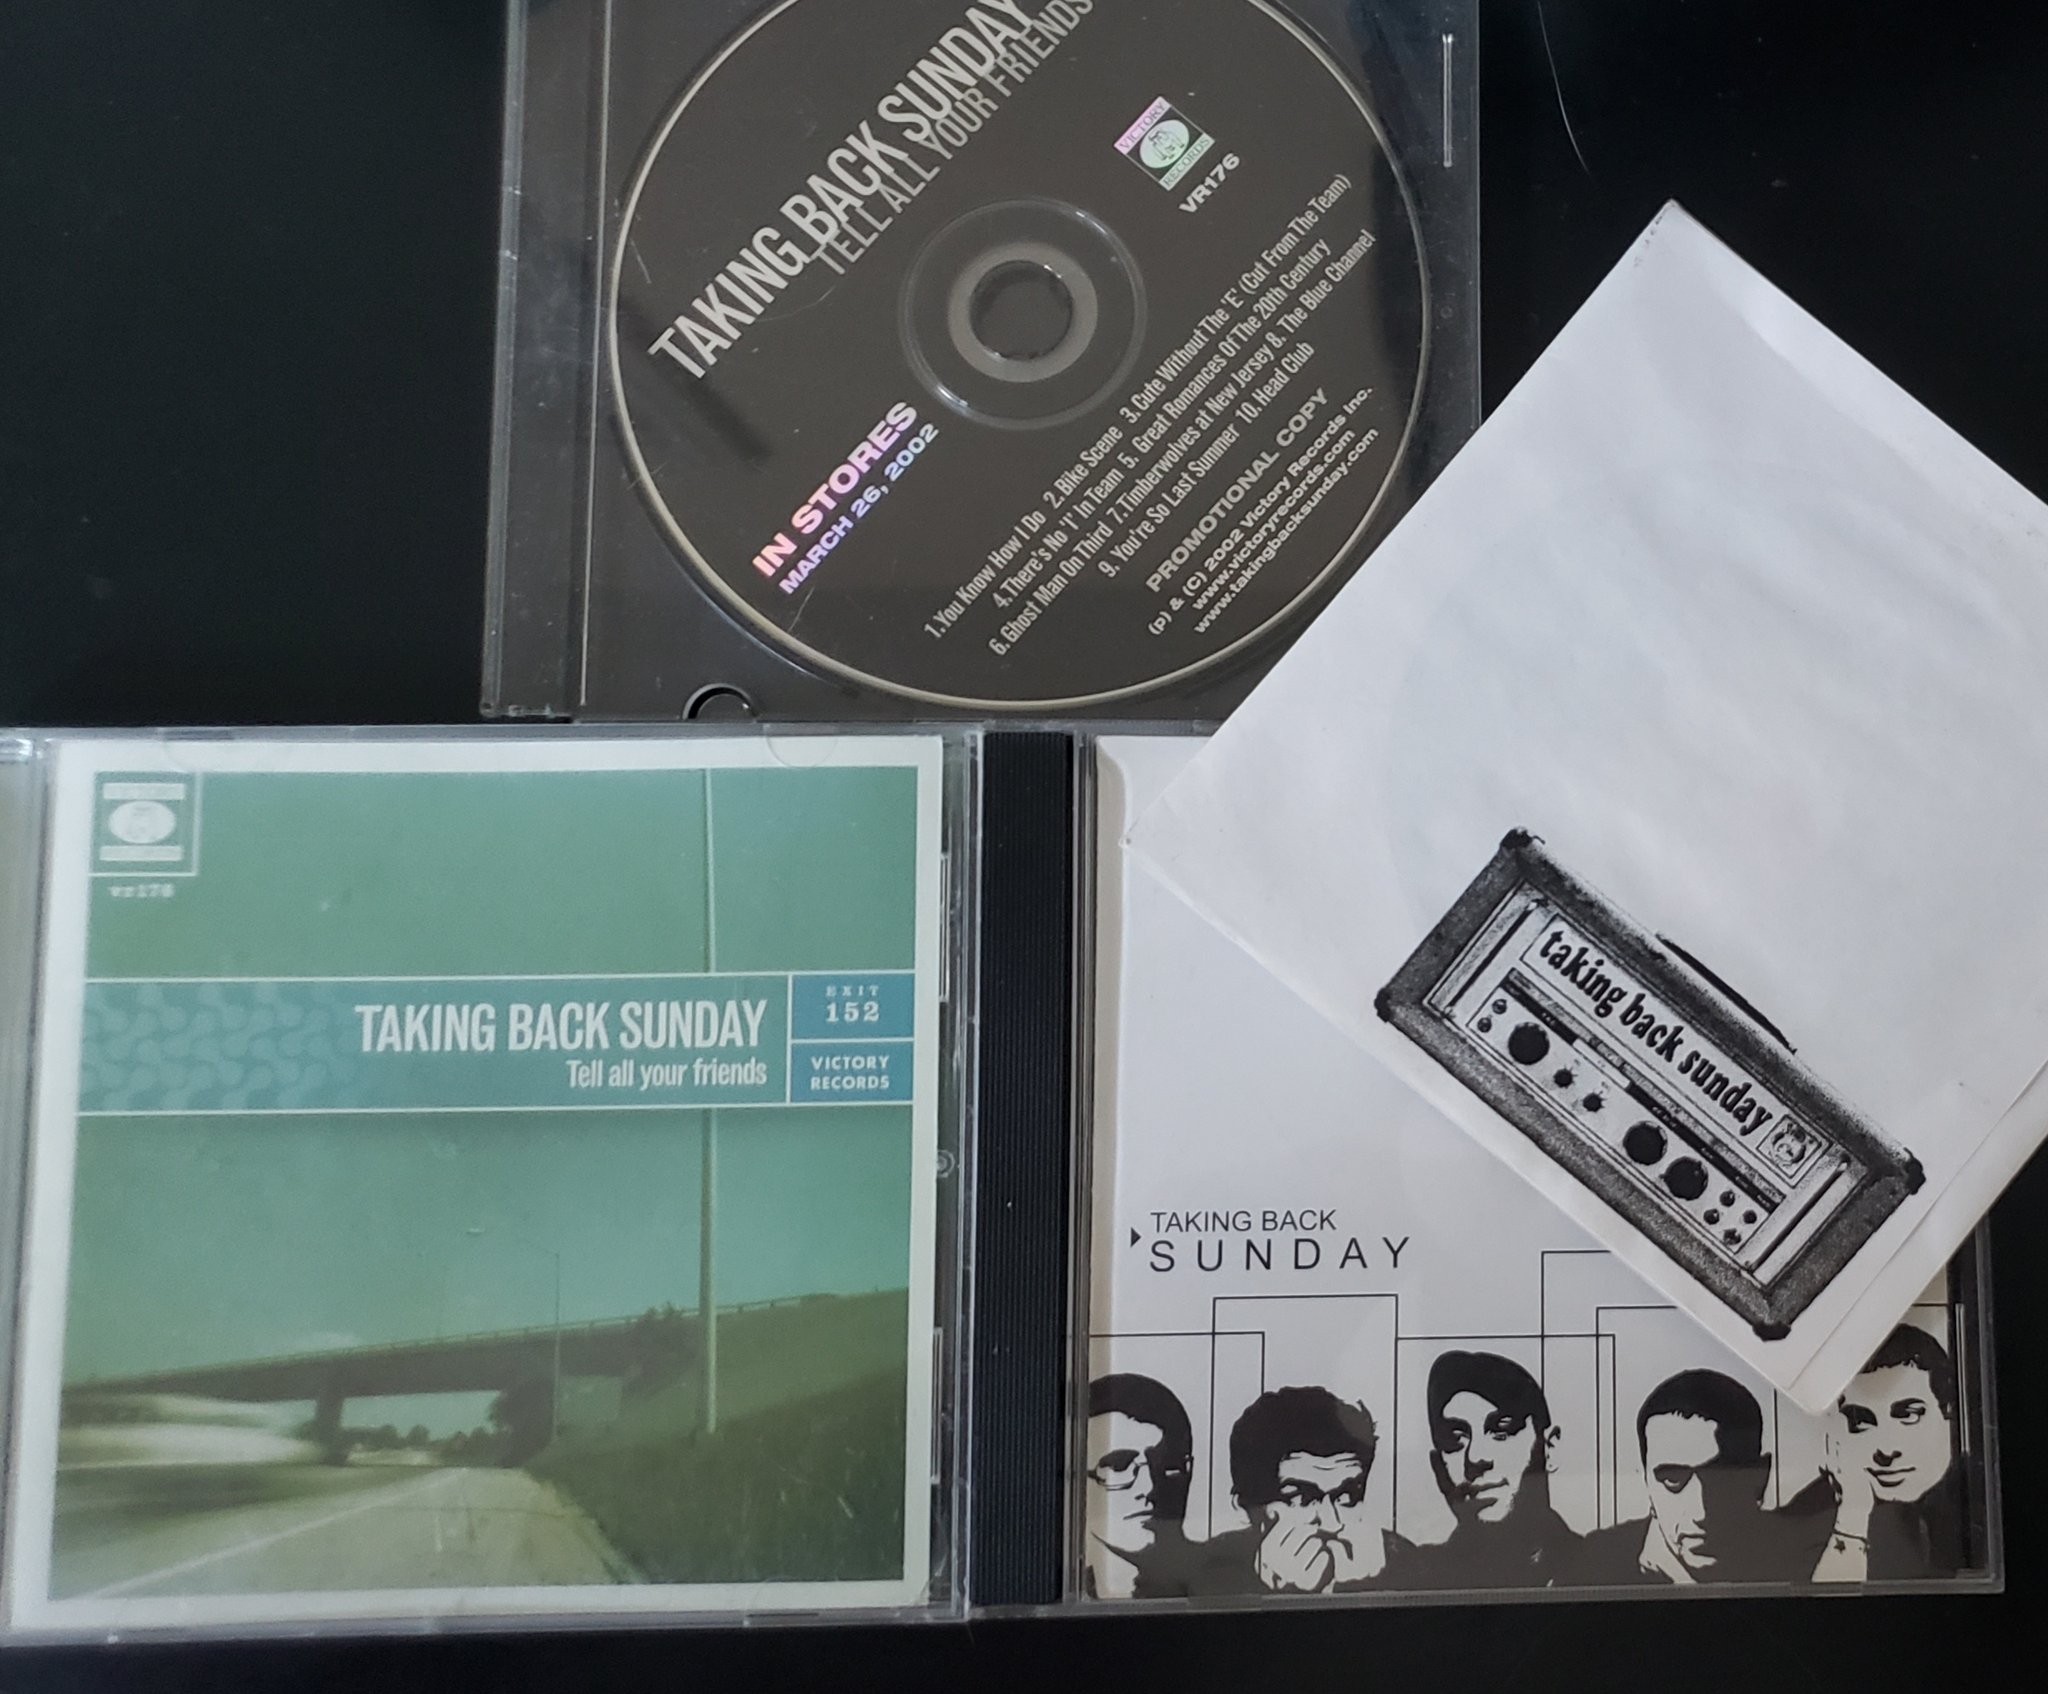 TAKING BACK SUNDAY
TELL ALL YOUR FRIENDS
VICTORY
RECORDS
VR176
IN STORES
MARCH 26, 2002
1. You Know How I Do 2. Bike Scene 3. Cute Without The 'E' (Cut From The Team)
4. There's No 'I' In Team 5. Great Romances Of The 20th Century
6. Ghost Man On Third 7. Timberwolves at New Jersey 8. The Blue Channel
9. You're So Last Summer 10. Head Club
PROMOTIONAL COPY
(p) & (C) 2002 Victory Records Inc.
www.victoryrecords.com
www.takingbacksunday.com
vr176
TAKING BACK SUNDAY
Tell all your friends
EXIT
152
VICTORY
RECORDS
TAKING BACK
SUNDAY
taking back sunday